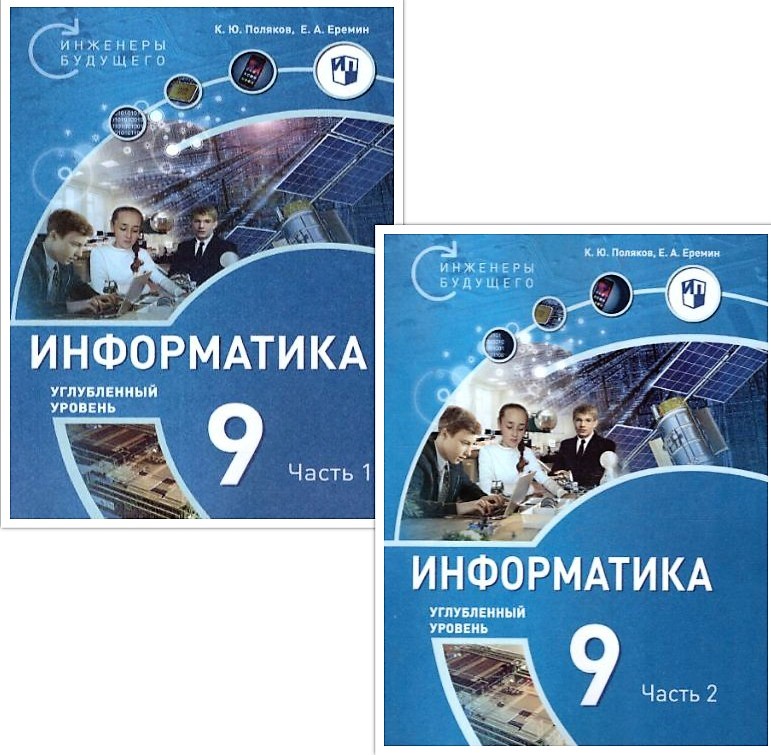 К. Ю. Поляков, Е. А. Еремин
ИНЖЕНЕРЫ
БУДУЩЕГО
ИНФОРМАТИКА
УГЛУБЛЕННЫЙ
УРОВЕНЬ
9
Часть 1
К. Ю. Поляков, Е. А. Еремин
ИНЖЕНЕРЫ
БУДУЩЕГО
ИНФОРМАТИКА
УГЛУБЛЕННЫЙ
УРОВЕНЬ
9
Часть 2